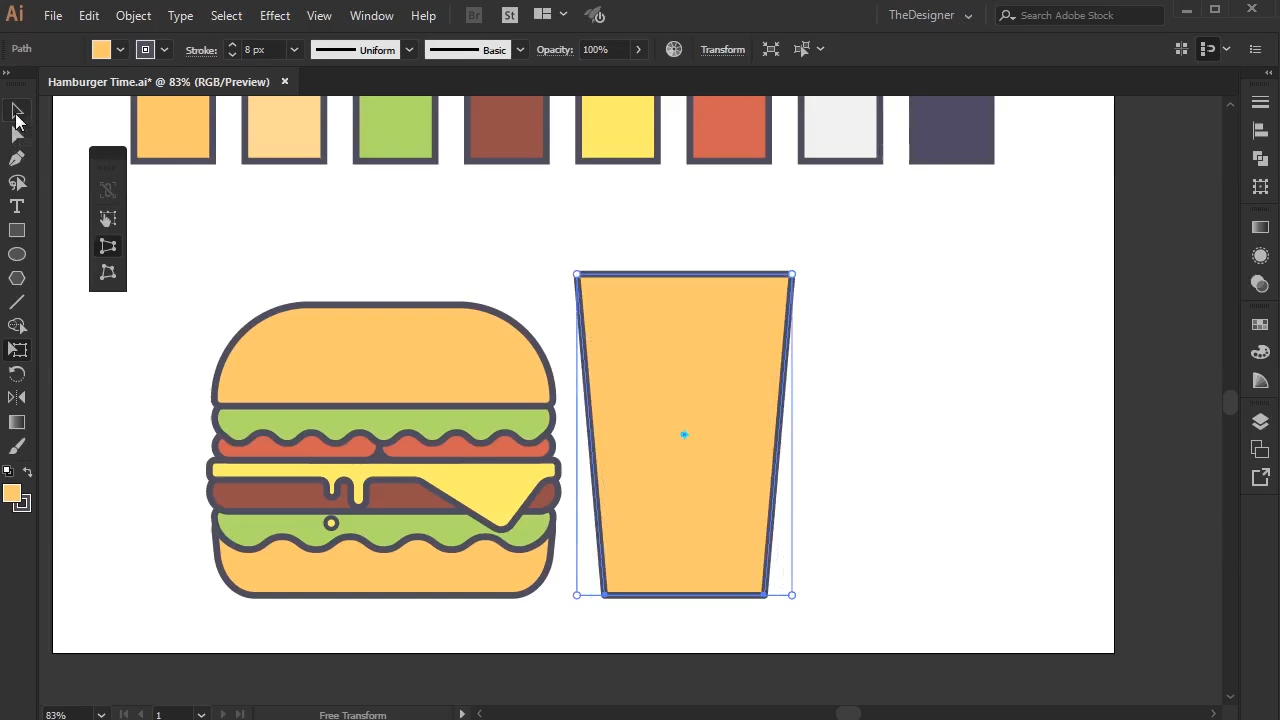 Ai File Edit Object Type Select Effect View Window Help Br St TheDesigner Search Adobe Stock
Path Stroke: 8 px Uniform Basic Opacity: 100% Transform
Hamburger Time.ai* @ 83% (RGB/Preview) ×
T
83% 1 Free Transform